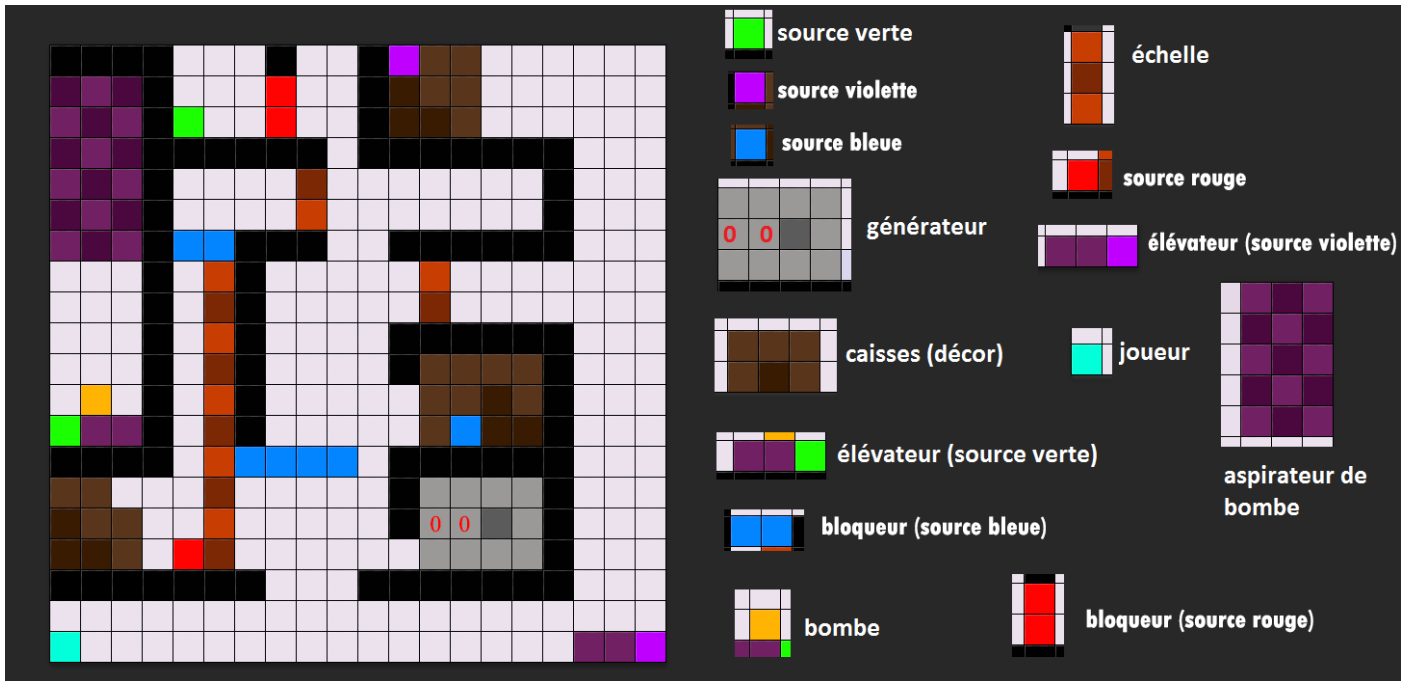 source verte
échelle
source violette
source bleue
source rouge
0 0
générateur
élévateur (source violette)
caisses (décor)
joueur
élévateur (source verte)
aspirateur de
bombe
0 0
bloqueur (source bleue)
bombe
bloqueur (source rouge)